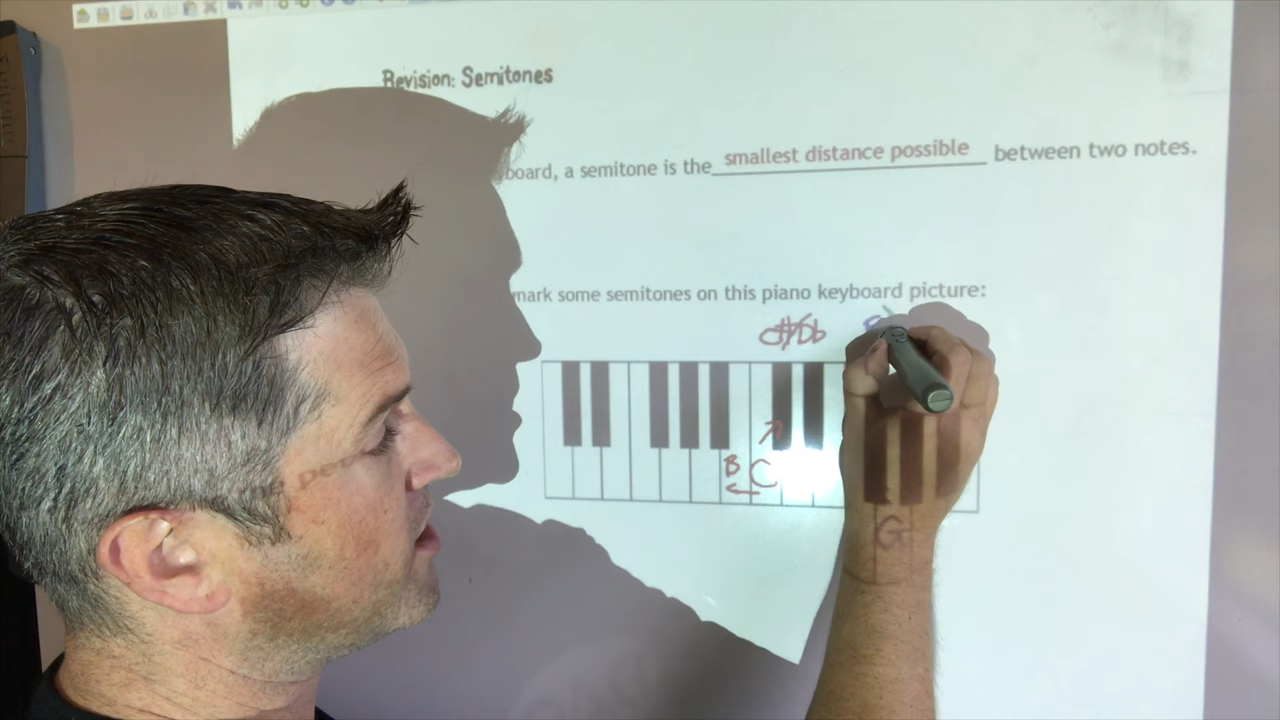 Revision: Semitones
board, a semitone is the smallest distance possible between two notes.
mark some semitones on this piano keyboard picture:
C#/Db
B C
G